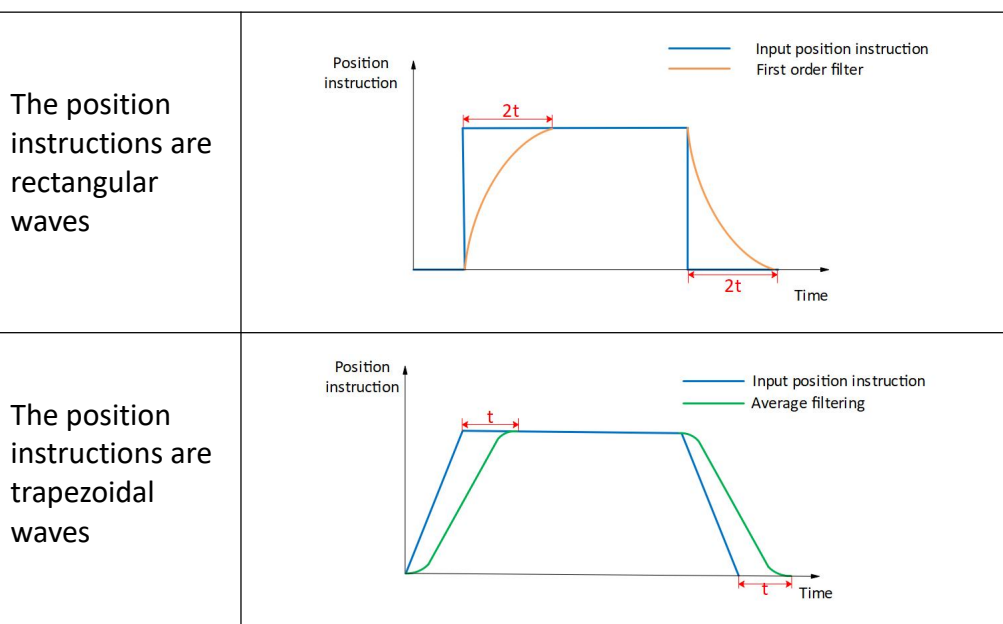 The position
instructions are
rectangular
waves
Position
instruction
Input position instruction
First order filter
2t
2t
Time
The position
instructions are
trapezoidal
waves
Position
instruction
Input position instruction
Average filtering
t
t
Time